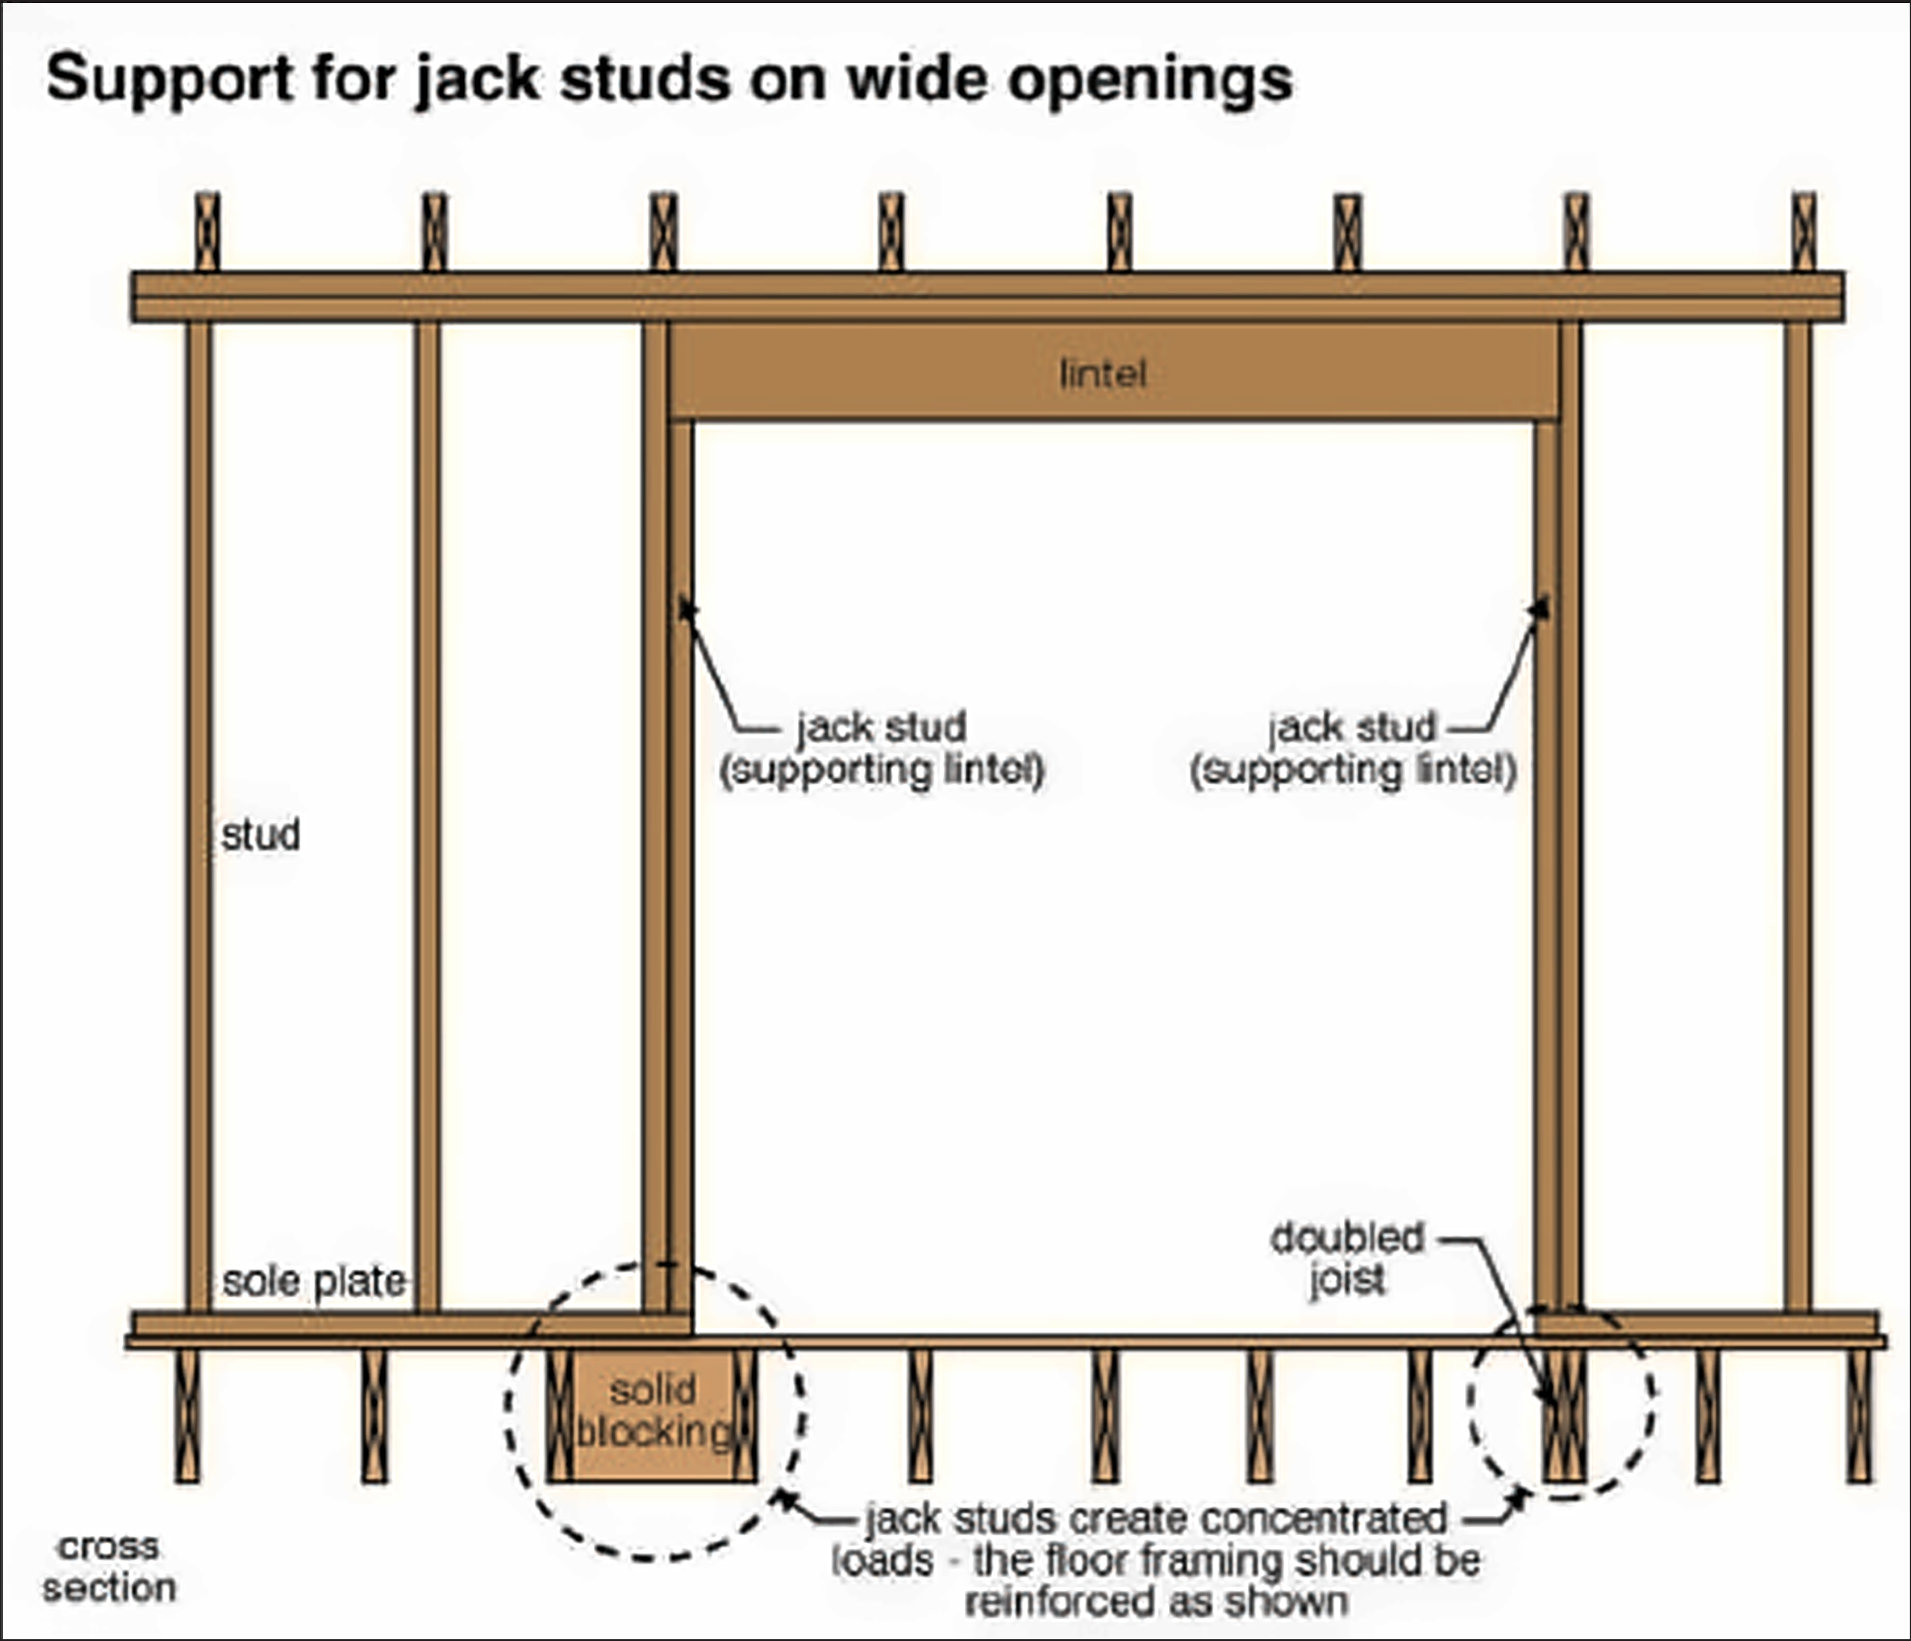 Support for jack studs on wide openings
lintel
jack stud
(supporting lintel)
jack stud
(supporting lintel)
stud
sole plate
doubled
joist
solid
blocking
jack studs create concentrated
loads - the floor framing should be
reinforced as shown
cross
section